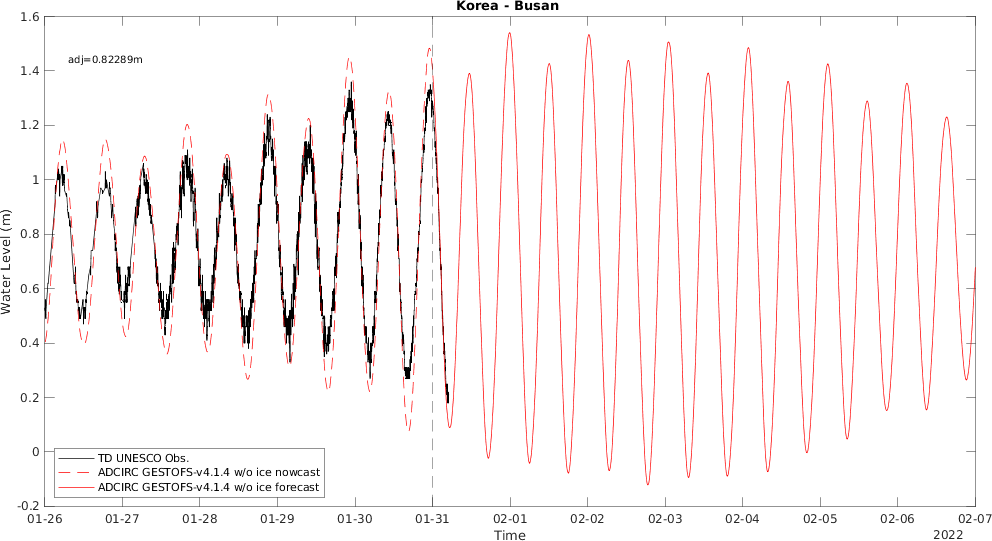 Korea - Busan
adj=0.82289m
1.6
1.4
1.2
1
0.8
0.6
0.4
0.2
0
-0.2
Water Level (m)
TD UNESCO Obs.
ADCIRC GESTOFS-v4.1.4 w/o ice nowcast
ADCIRC GESTOFS-v4.1.4 w/o ice forecast
01-26 01-27 01-28 01-29 01-30 01-31 02-01 02-02 02-03 02-04 02-05 02-06 02-07
Time
2022